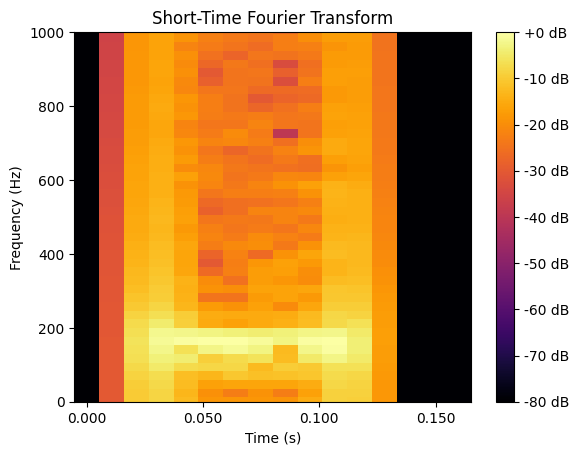 Short-Time Fourier Transform
Frequency (Hz)
1000
800
600
400
200
0
0.000
0.050
0.100
0.150
Time (s)
+0 dB
-10 dB
-20 dB
-30 dB
-40 dB
-50 dB
-60 dB
-70 dB
-80 dB